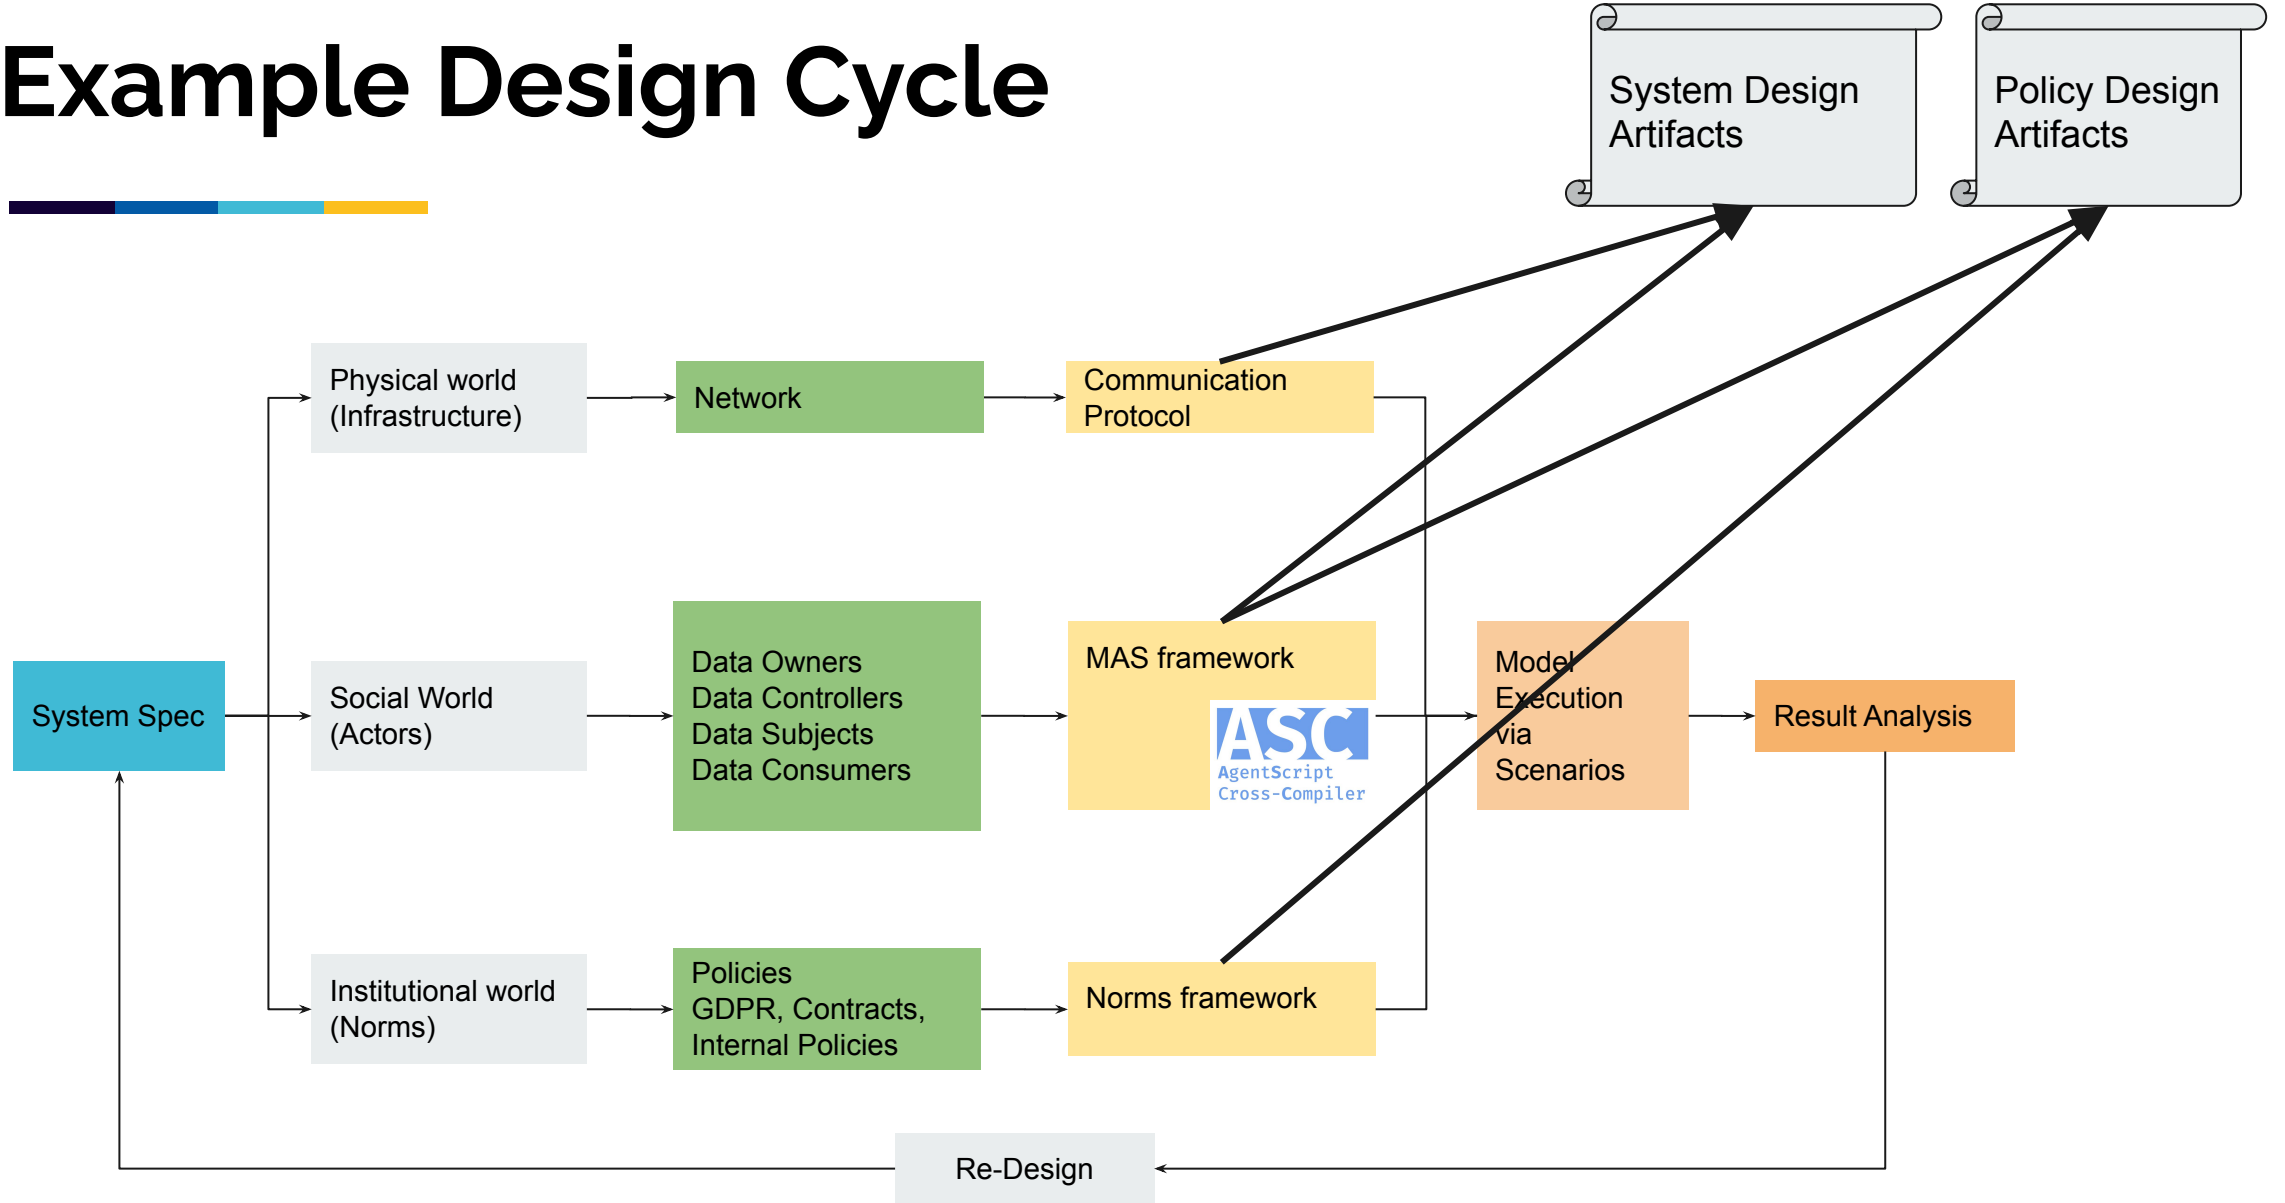 Example Design Cycle
System Design
Artifacts
Policy Design
Artifacts
Physical world
(Infrastructure)
Network
Communication
Protocol
System Spec
Social World
(Actors)
Data Owners
Data Controllers
Data Subjects
Data Consumers
MAS framework
ASC
AgentScript
Cross-Compiler
Model
Execution
via
Scenarios
Result Analysis
Institutional world
(Norms)
Policies
GDPR, Contracts,
Internal Policies
Norms framework
Re-Design